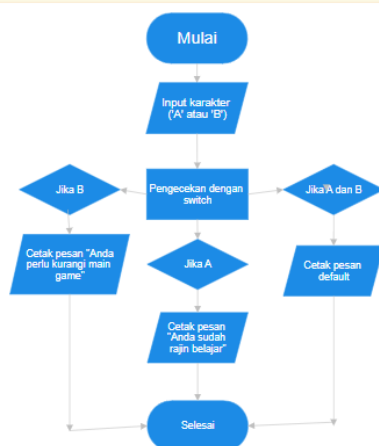 Mulai
Input karakter
('A' atau 'B')
Jika B
Pengecekan dengan
switch
Jika A dan B
Cetak pesan "Anda
perlu kurangi main
game"
Jika A
Cetak pesan
default
Cetak pesan
"Anda sudah
rajin belajar"
Selesai